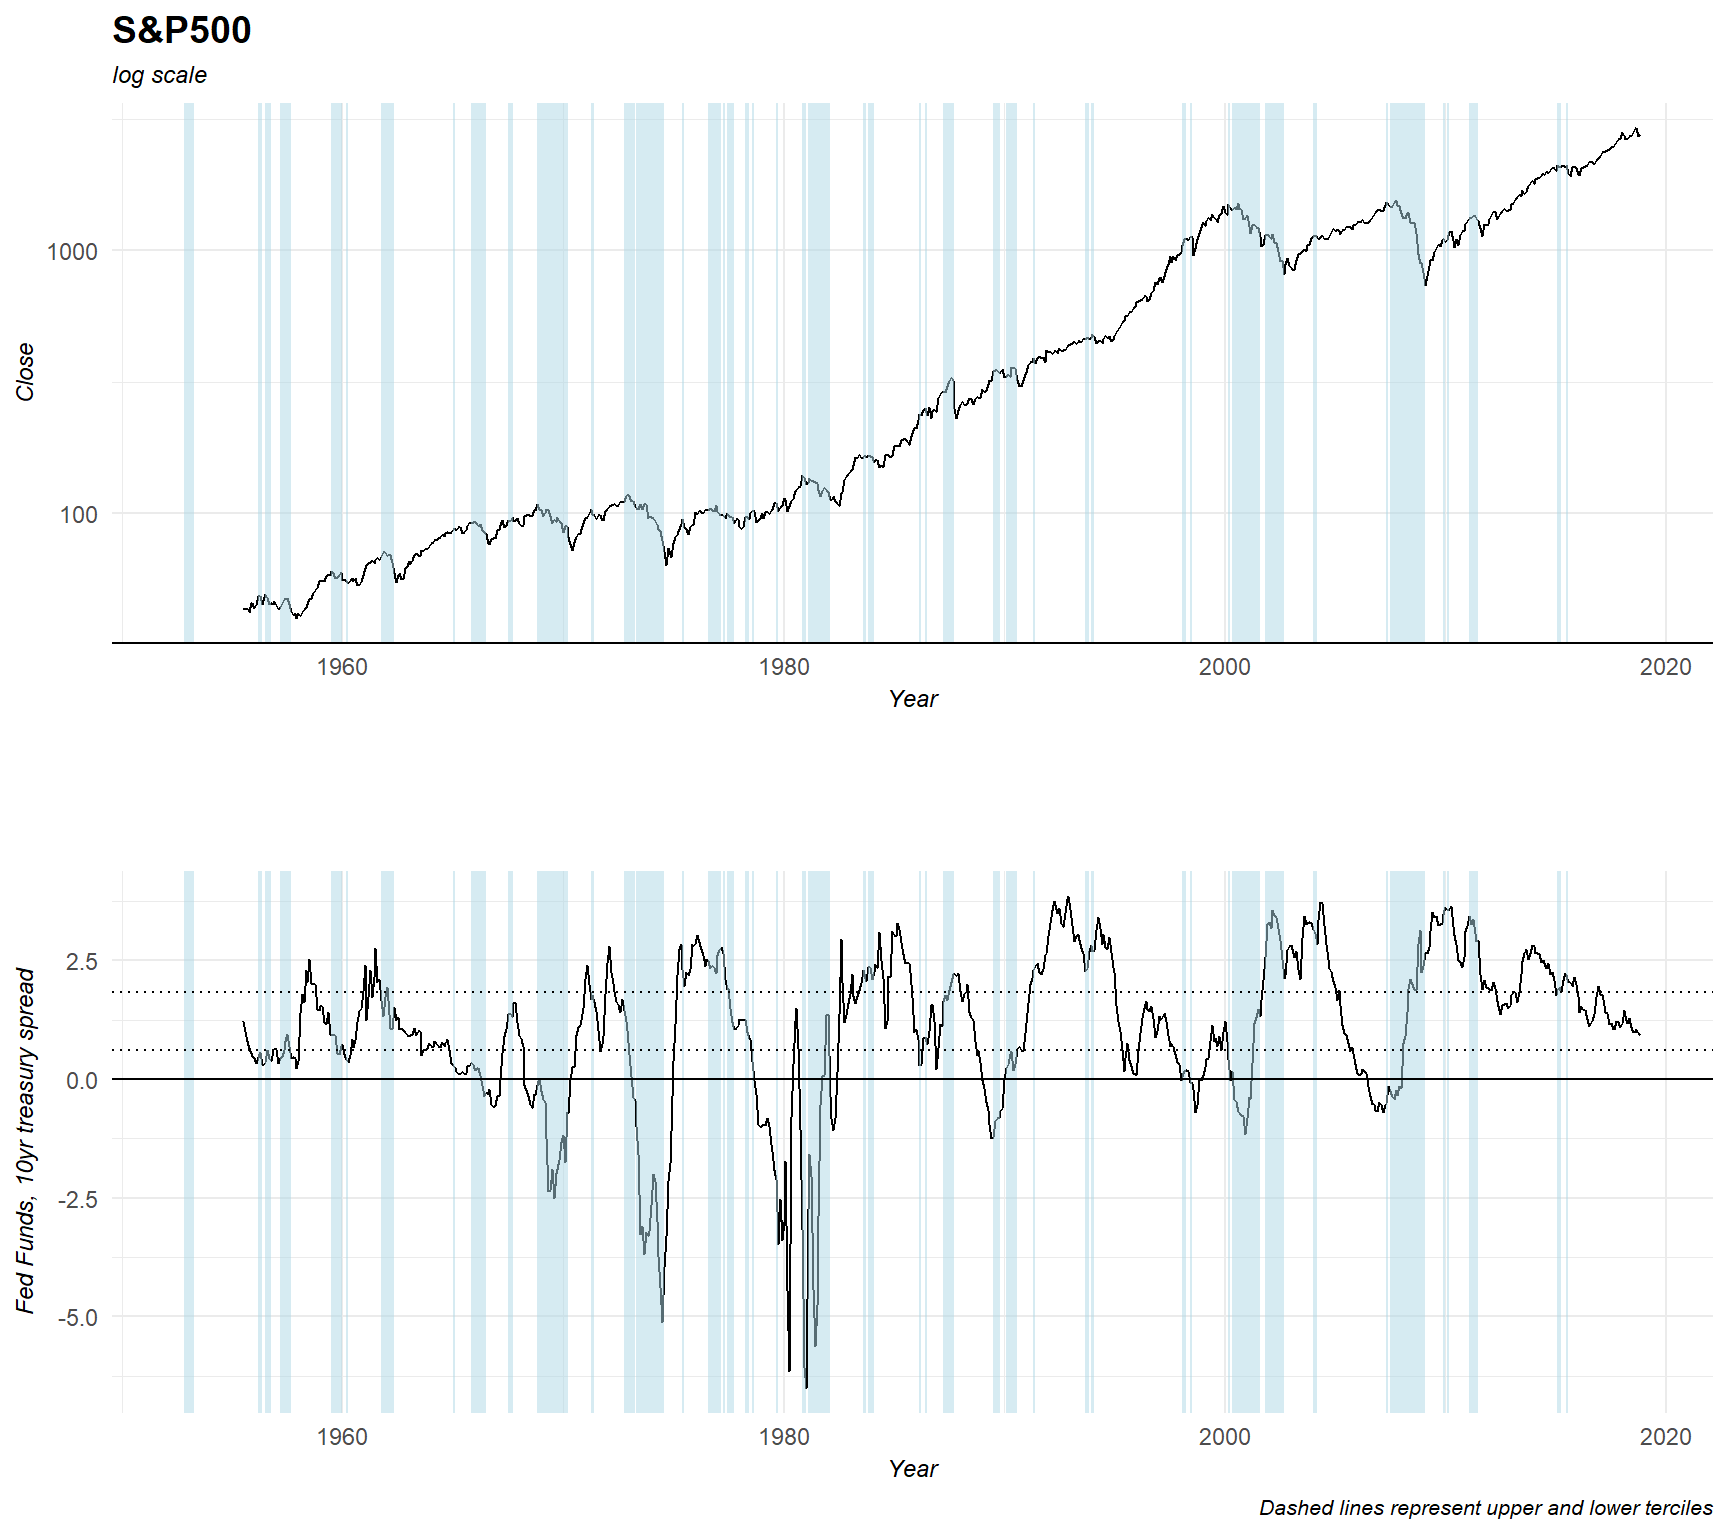 S&P500
log scale
Close
1000
100
1960
1980
2000
2020
Year
Fed Funds, 10yr treasury spread
2.5
0.0
-2.5
-5.0
1960
1980
2000
2020
Year
Dashed lines represent upper and lower terciles